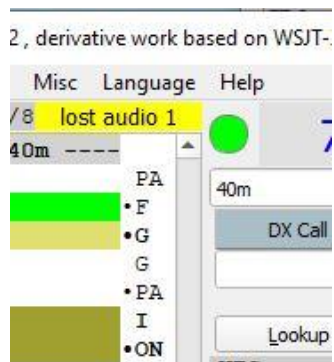 2 , derivative work based on WSJT-
Misc Language Help
/8 lost audio 1
40m ----
PA
•F
•G
G
•PA
I
•ON
40m
DX Call
Lookup